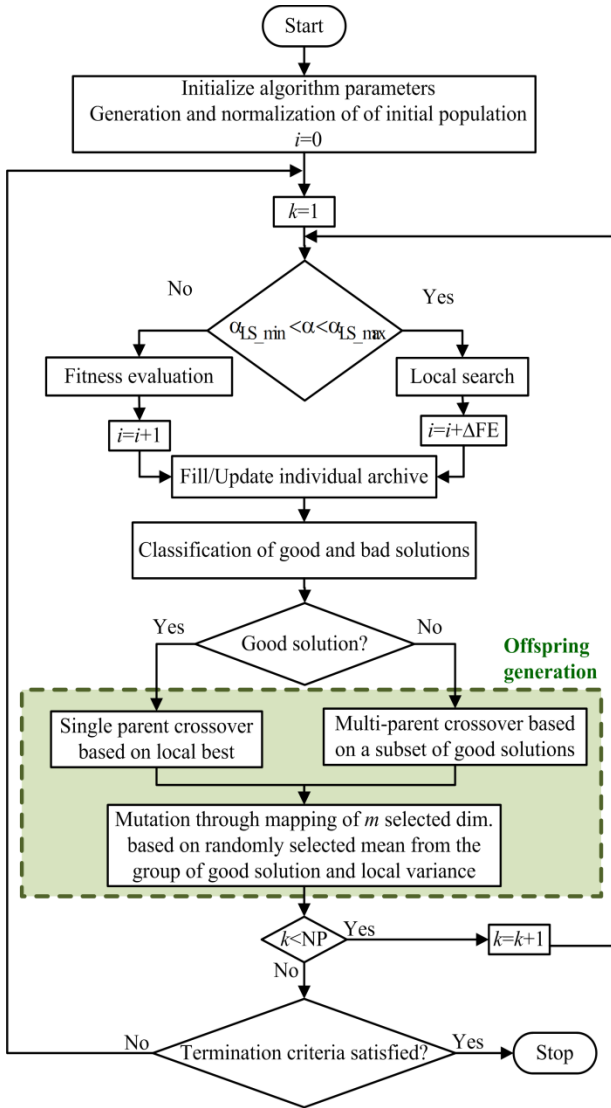 Start
Initialize algorithm parameters
Generation and normalization of of initial population
i=0
k=1
No
Yes
α_LS_min <α<α_LS_max
Fitness evaluation
Local search
i=i+1
i=i+ΔFE
Fill/Update individual archive
Classification of good and bad solutions
Yes
Good solution?
No
Offspring
generation
Single parent crossover
based on local best
Multi-parent crossover based
on a subset of good solutions
Mutation through mapping of m selected dim.
based on randomly selected mean from the
group of good solution and local variance
k<NP
Yes
k=k+1
No
No
Termination criteria satisfied?
Yes
Stop